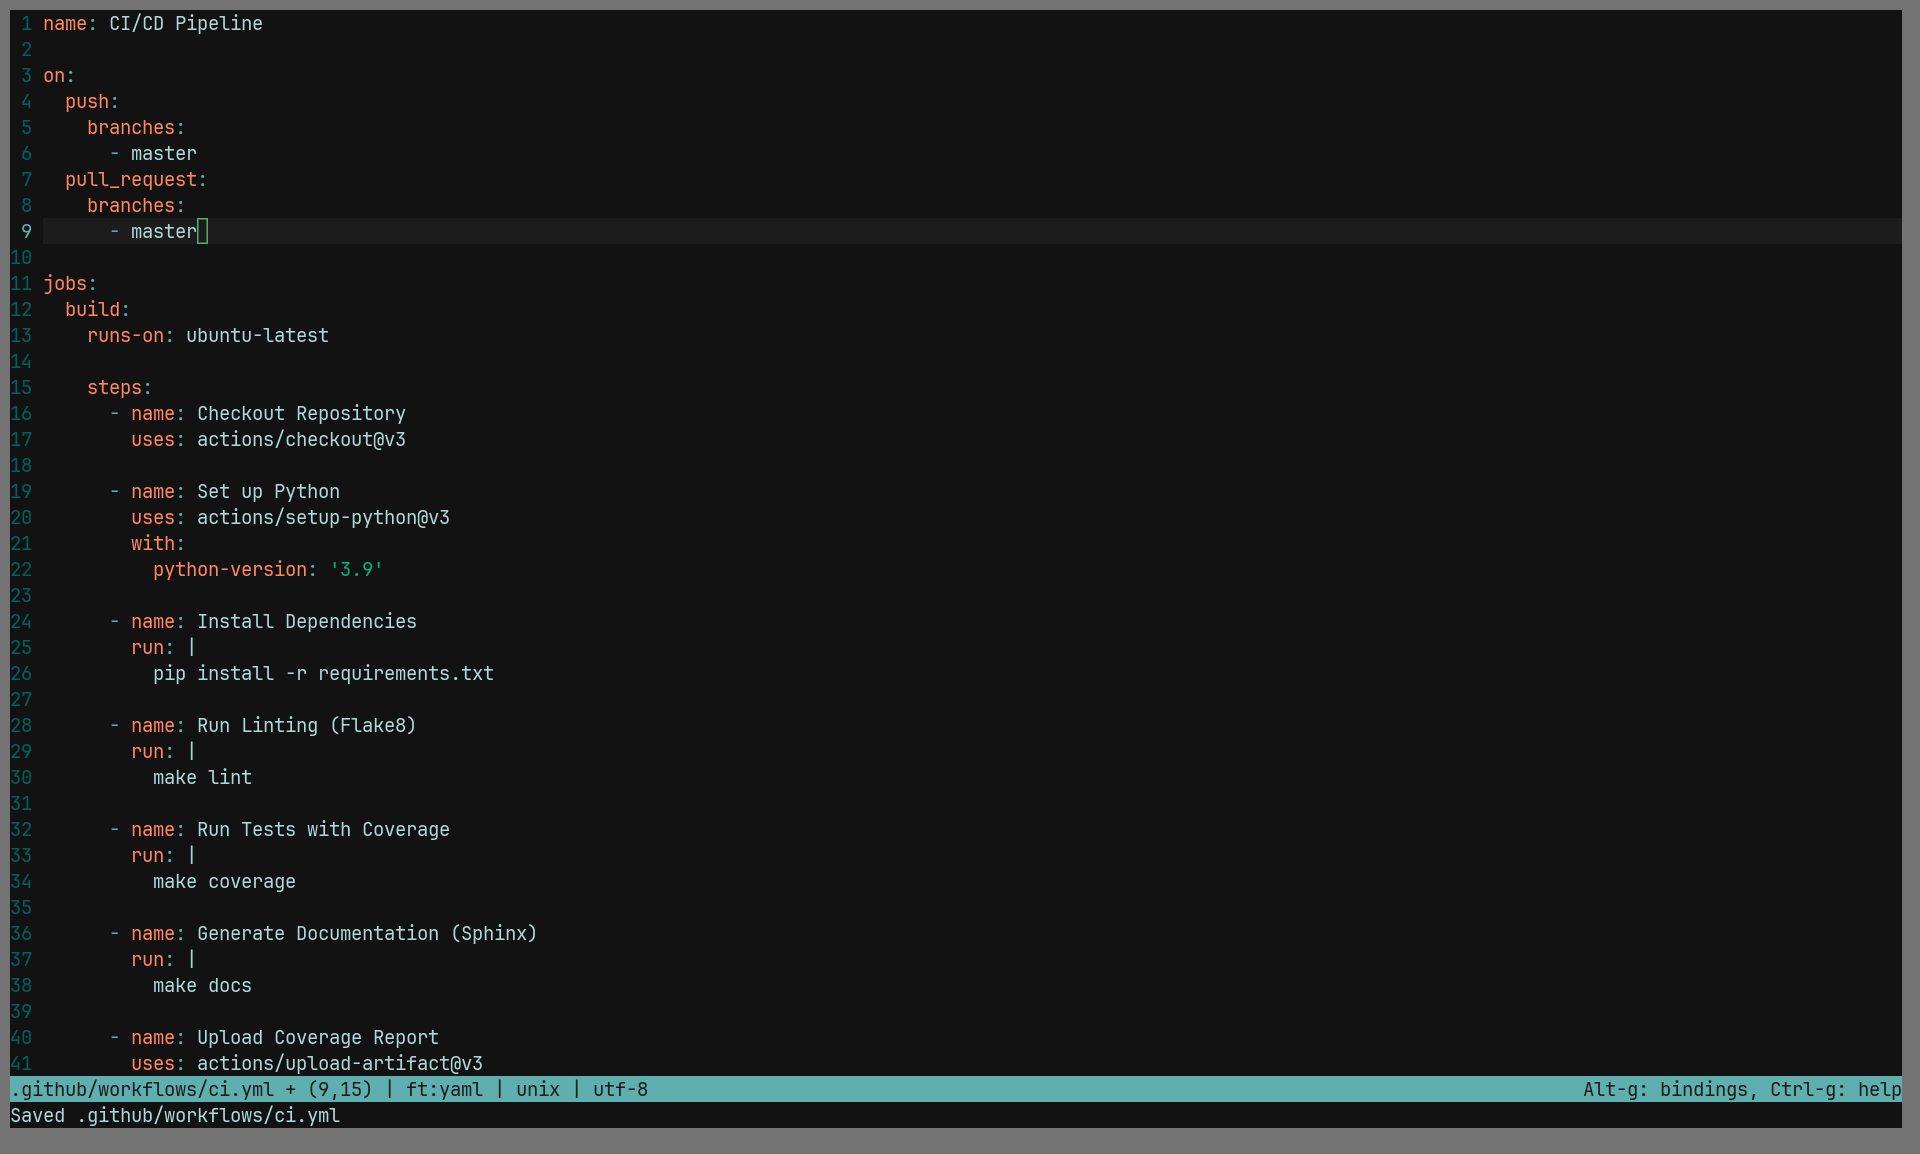 1 name: CI/CD Pipeline
2
3 on:
4   push:
5     branches:
6       - master
7   pull_request:
8     branches:
9       - master
10
11 jobs:
12   build:
13     runs-on: ubuntu-latest
14
15     steps:
16       - name: Checkout Repository
17         uses: actions/checkout@v3
18
19       - name: Set up Python
20         uses: actions/setup-python@v3
21         with:
22           python-version: '3.9'
23
24       - name: Install Dependencies
25         run: |
26           pip install -r requirements.txt
27
28       - name: Run Linting (Flake8)
29         run: |
30           make lint
31
32       - name: Run Tests with Coverage
33         run: |
34           make coverage
35
36       - name: Generate Documentation (Sphinx)
37         run: |
38           make docs
39
40       - name: Upload Coverage Report
41         uses: actions/upload-artifact@v3
.github/workflows/ci.yml + (9,15) | ft:yaml | unix | utf-8 Alt-g: bindings, Ctrl-g: help
Saved .github/workflows/ci.yml